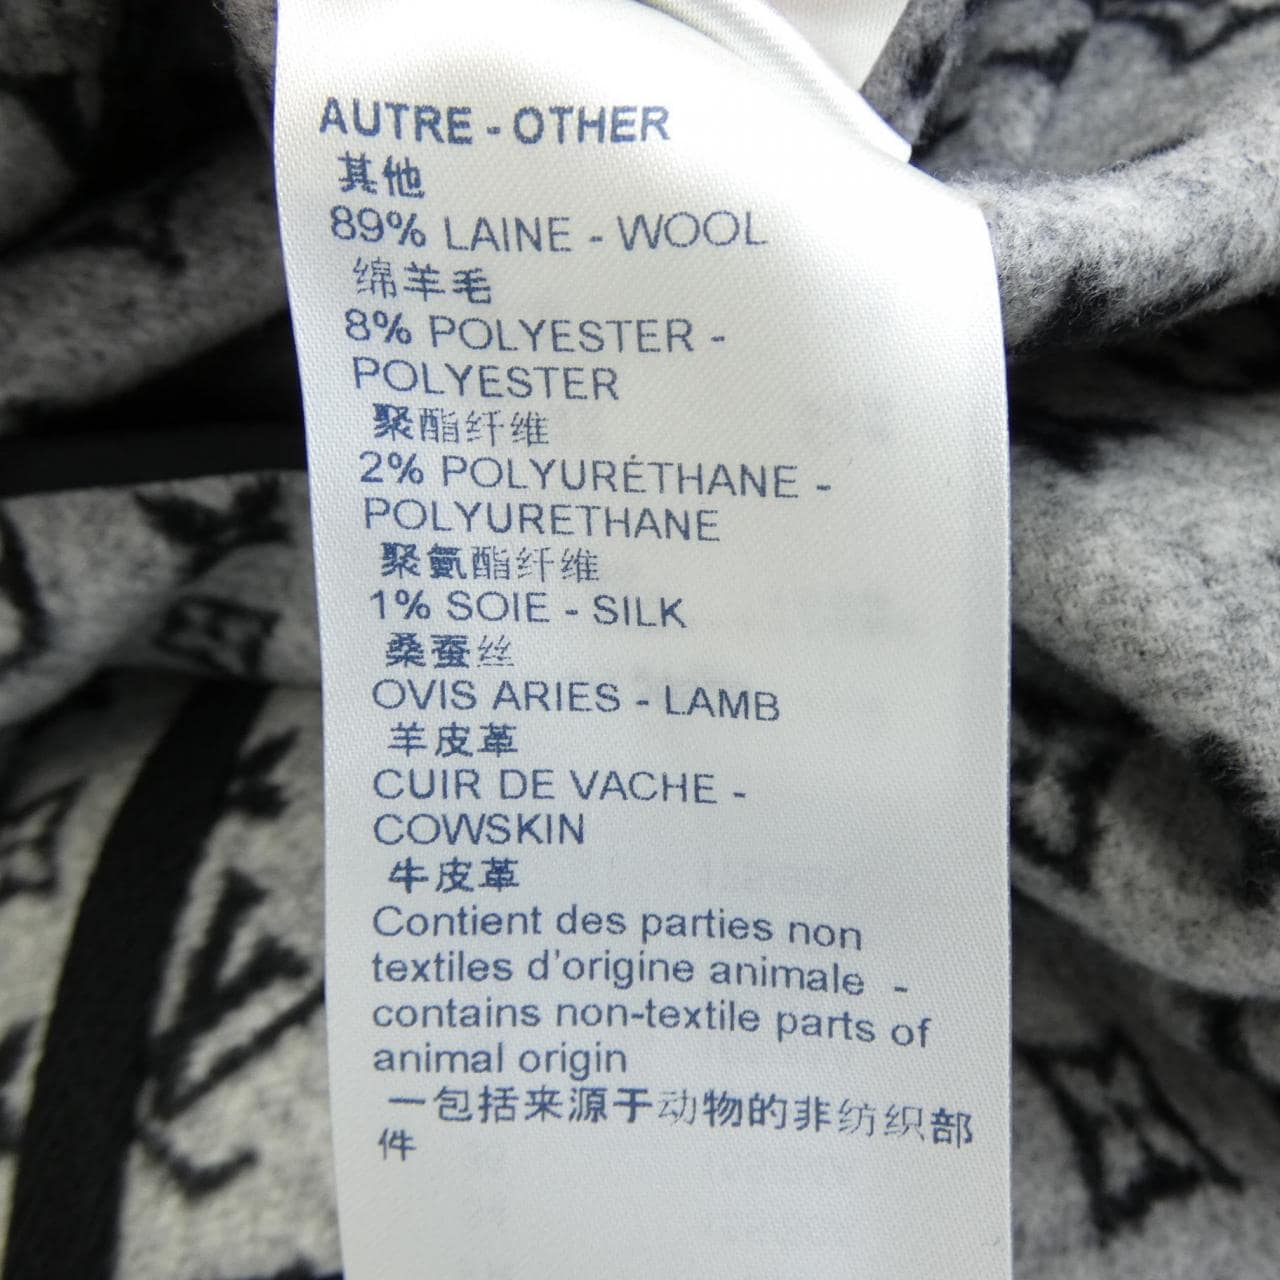 AUTRE - OTHER
其他
89% LAINE - WOOL
绵羊毛
8% POLYESTER -
POLYESTER
聚酯纤维
2% POLYURÉTHANE -
POLYURETHANE
聚氨酯纤维
1% SOIE - SILK
桑蚕丝
OVIS ARIES - LAMB
羊皮革
CUIR DE VACHE -
COWSKIN
牛皮革
Contient des parties non
textiles d'origine animale -
contains non-textile parts of
animal origin
一包括来源于动物的非纺织部
件